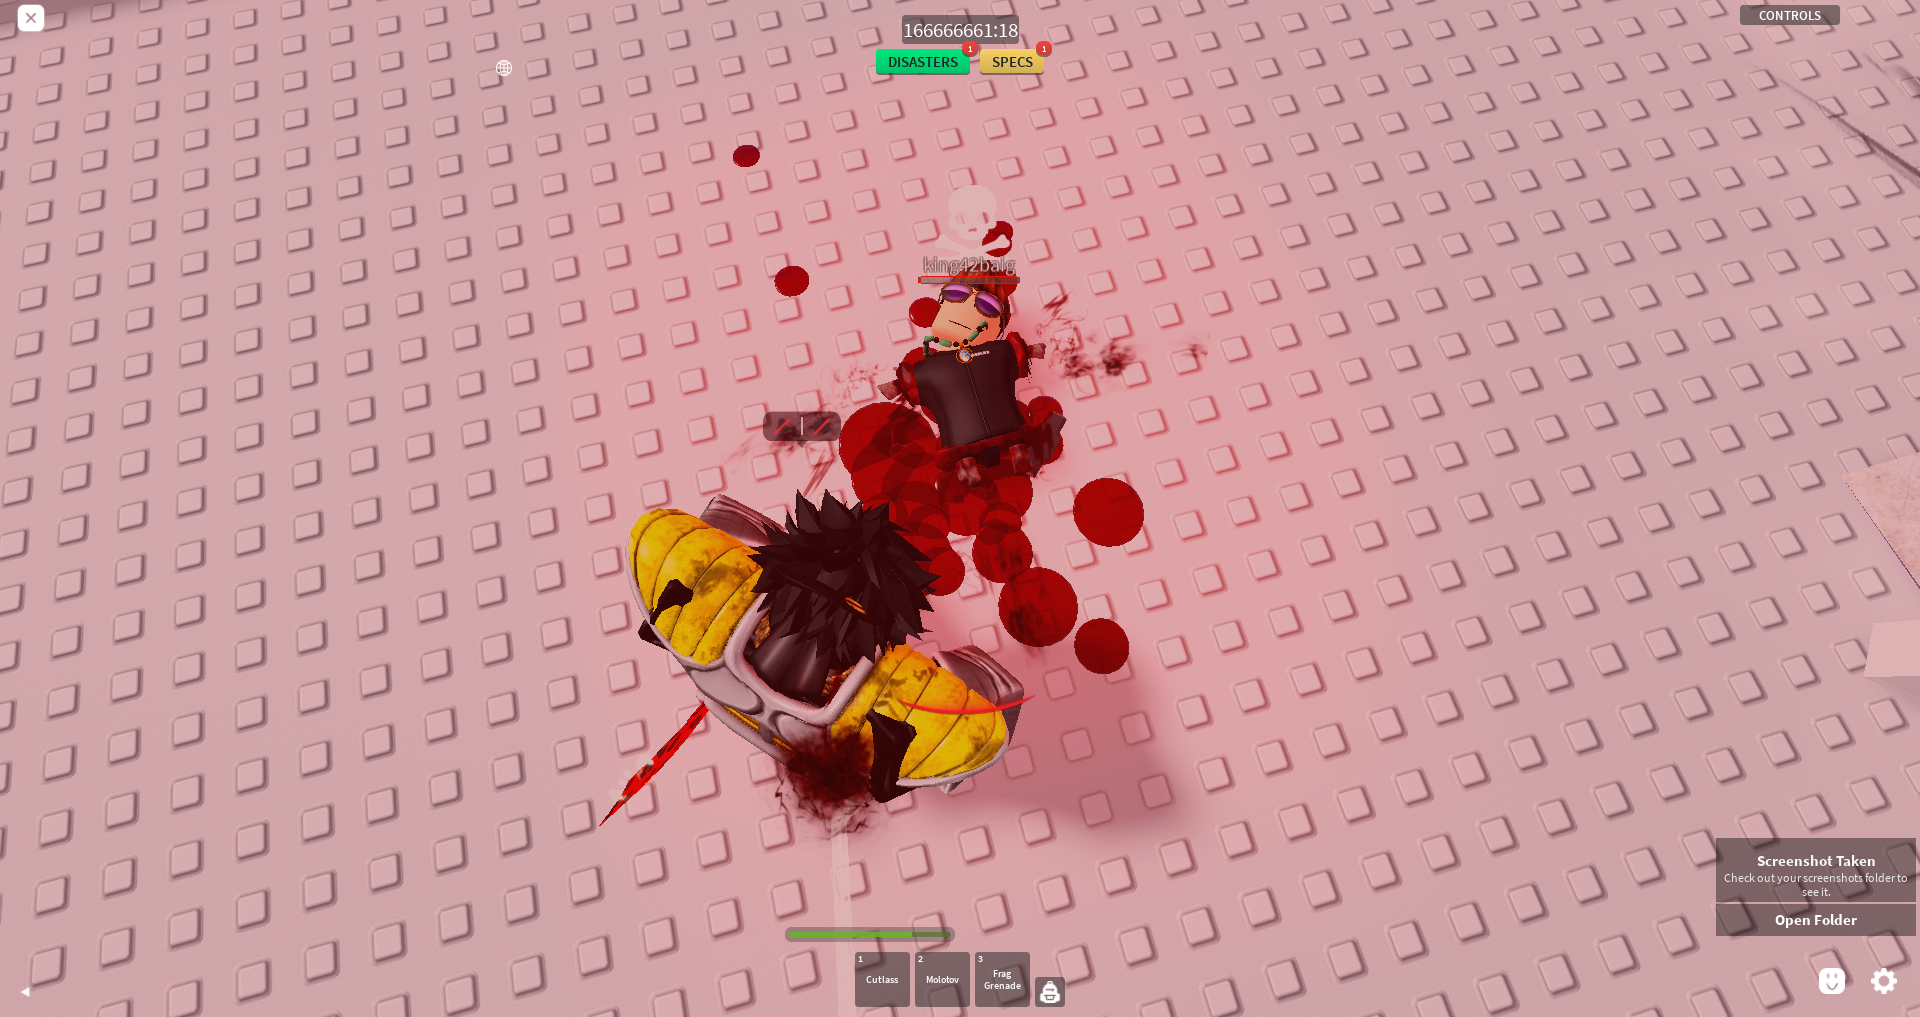 CONTROLS
166666661:18
DISASTERS 1
SPECS 1
king42balg
Screenshot Taken
Check out your screenshots folder to
see it.
Open Folder
1
Cutlass
2
Molotov
3
Frag
Grenade